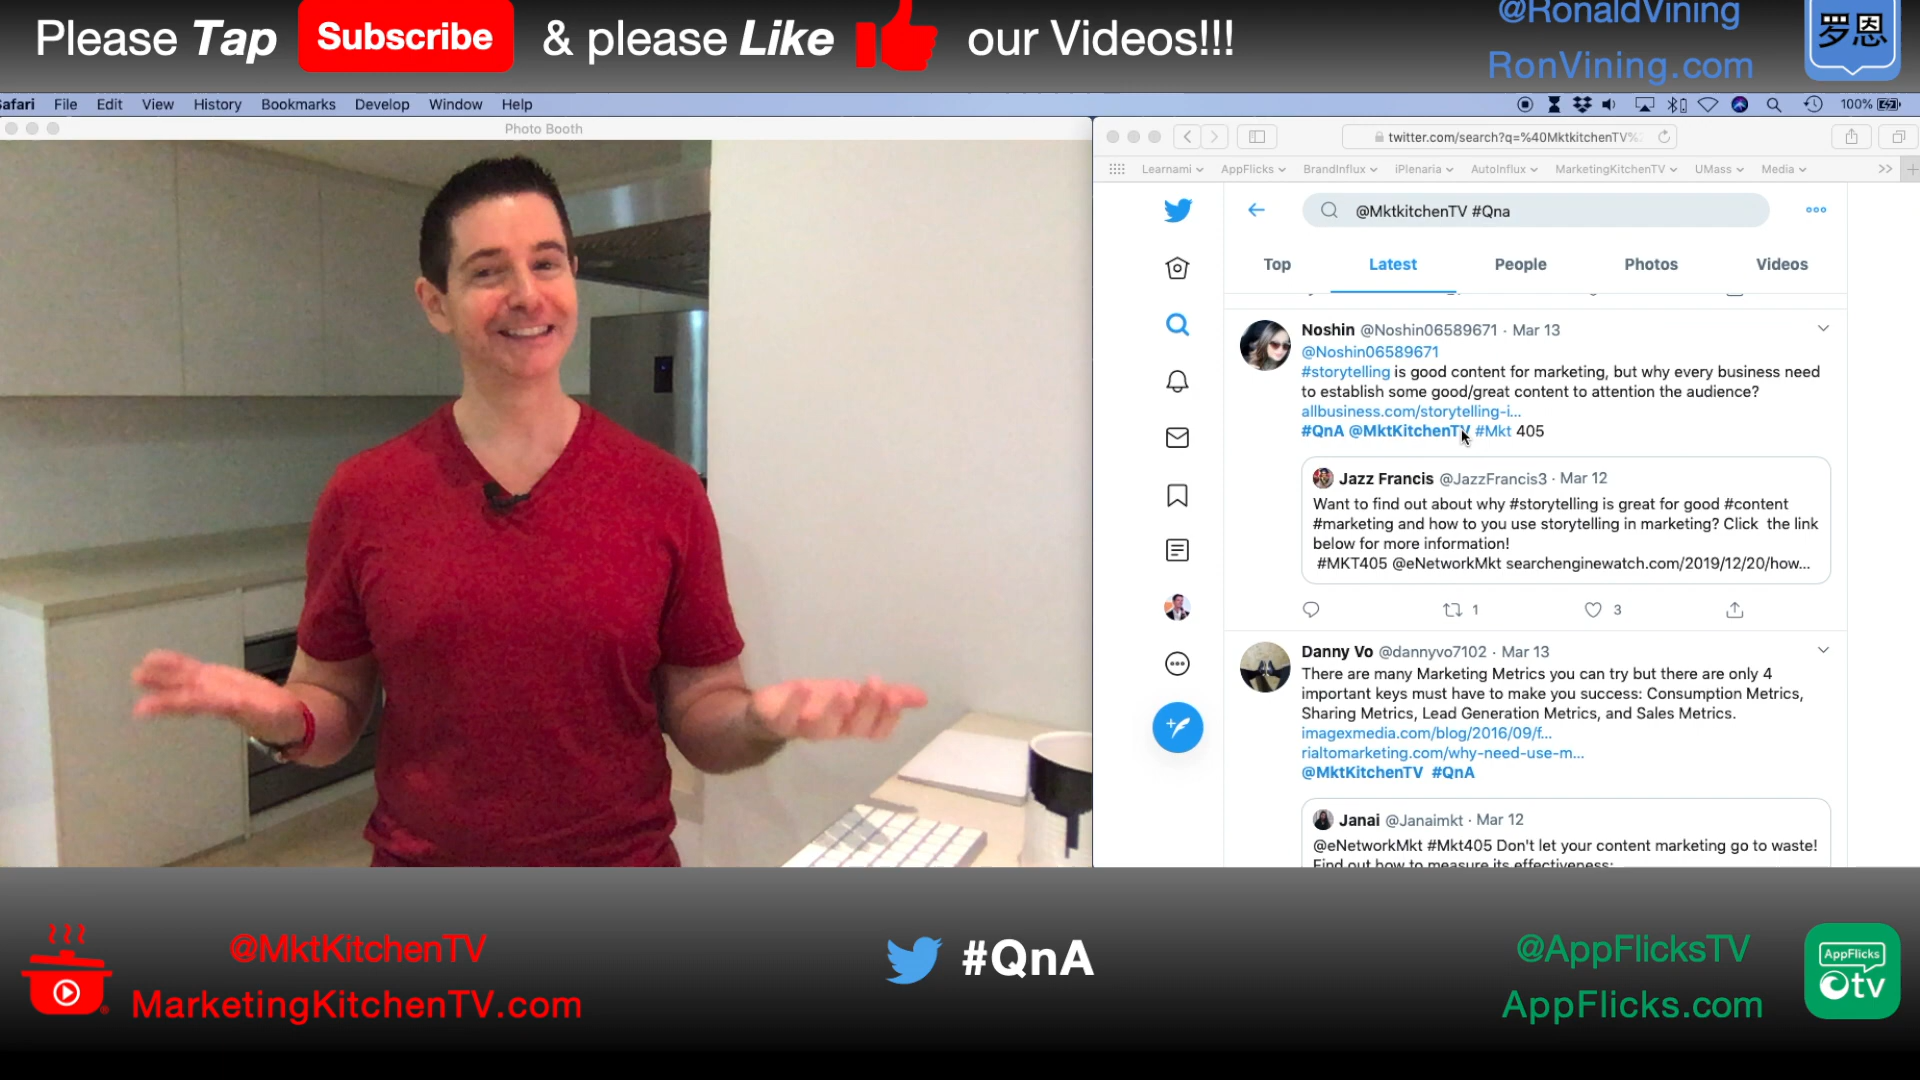 Please Tap Subscribe & please Like our Videos!!!
@RonaldVining
RonVining.com
罗恩
afari File Edit View History Bookmarks Develop Window Help
100%
Photo Booth
twitter.com/search?q=%40MktkitchenTV%
Learnami AppFlicks BrandInflux iPlenaria AutoInflux MarketingKitchenTV UMass Media
@MktkitchenTV #Qna
Top Latest People Photos Videos
Noshin @Noshin06589671 · Mar 13
@Noshin06589671
#storytelling is good content for marketing, but why every business need
to establish some good/great content to attention the audience?
allbusiness.com/storytelling-i...
#QnA @MktKitchenTV #Mkt 405
Jazz Francis @JazzFrancis3 · Mar 12
Want to find out about why #storytelling is great for good #content
#marketing and how to you use storytelling in marketing? Click the link
below for more information!
#MKT405 @eNetworkMkt searchenginewatch.com/2019/12/20/how...
1 3
Danny Vo @dannyvo7102 · Mar 13
There are many Marketing Metrics you can try but there are only 4
important keys must have to make you success: Consumption Metrics,
Sharing Metrics, Lead Generation Metrics, and Sales Metrics.
imagexmedia.com/blog/2016/09/f...
rialtomarketing.com/why-need-use-m...
@MktKitchenTV #QnA
Janai @Janaimkt · Mar 12
@eNetworkMkt #Mkt405 Don't let your content marketing go to waste!
Find out how to measure its effectiveness:
@MktKitchenTV
MarketingKitchenTV.com
#QnA
@AppFlicksTV
AppFlicks.com
AppFlicks
tv